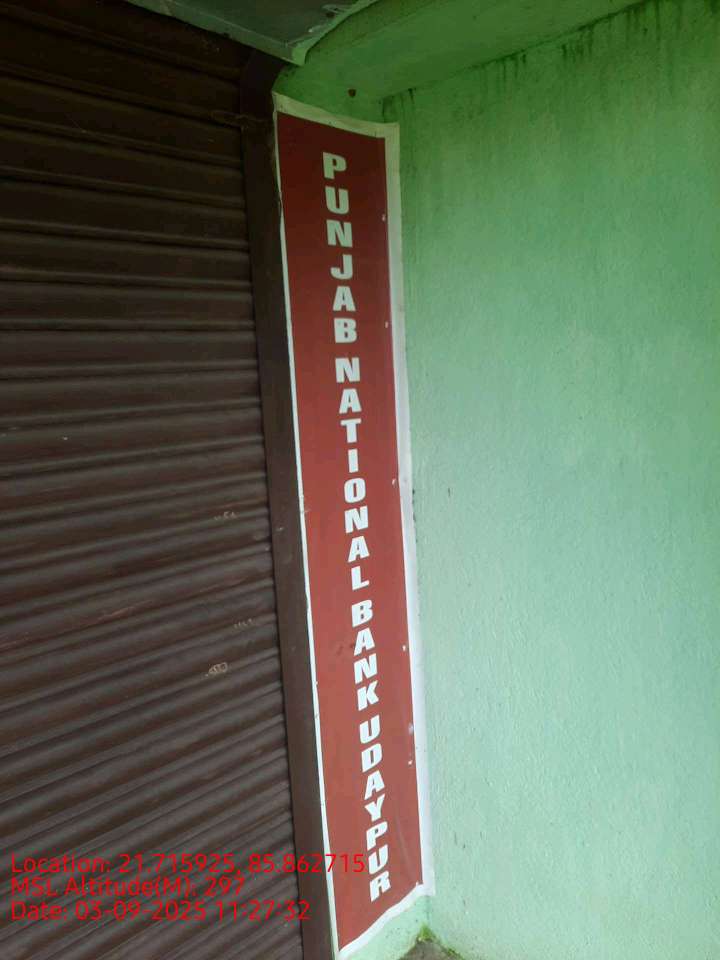 PUNJAB NATIONAL BANK UDAYPUR
Location: 21.715925, 85.862715
MSL Altitude(M): 297
Date: 03-09-2025 11:27:32